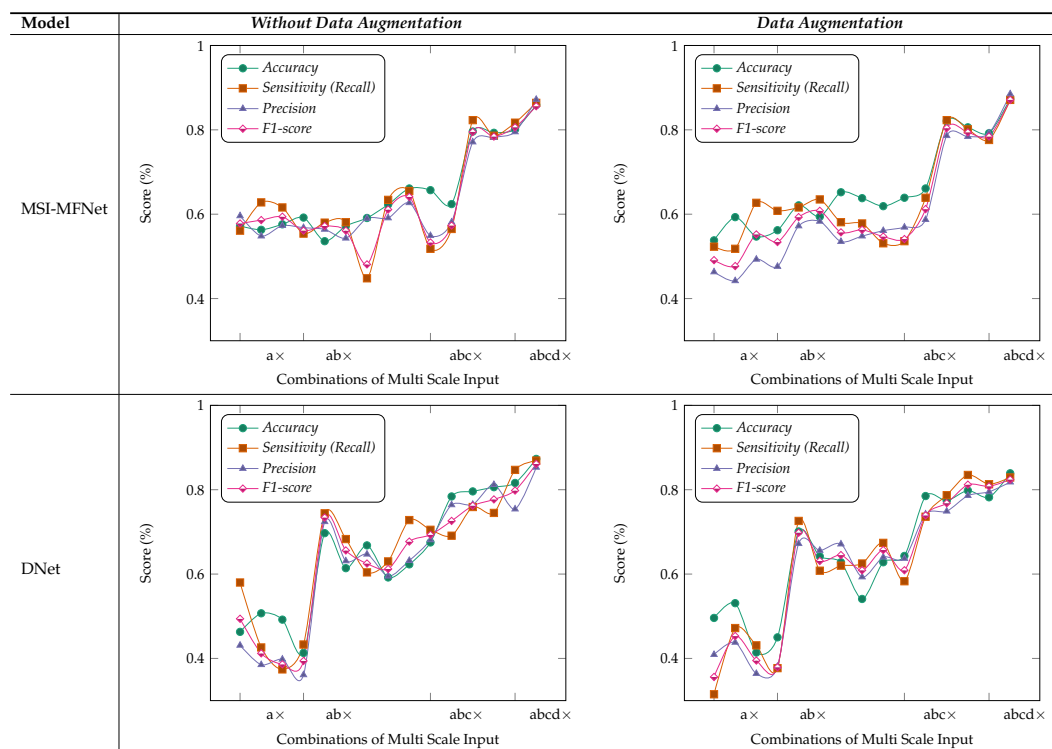 Model Without Data Augmentation Data Augmentation
MSI-MFNet
1
0.8
0.6
0.4
Score (%)
Accuracy
Sensitivity (Recall)
Precision
F1-score
a× ab× abc× abcd×
Combinations of Multi Scale Input
1
0.8
0.6
0.4
Score (%)
Accuracy
Sensitivity (Recall)
Precision
F1-score
a× ab× abc× abcd×
Combinations of Multi Scale Input
DNet
1
0.8
0.6
0.4
Score (%)
Accuracy
Sensitivity (Recall)
Precision
F1-score
a× ab× abc× abcd×
Combinations of Multi Scale Input
1
0.8
0.6
0.4
Score (%)
Accuracy
Sensitivity (Recall)
Precision
F1-score
a× ab× abc× abcd×
Combinations of Multi Scale Input